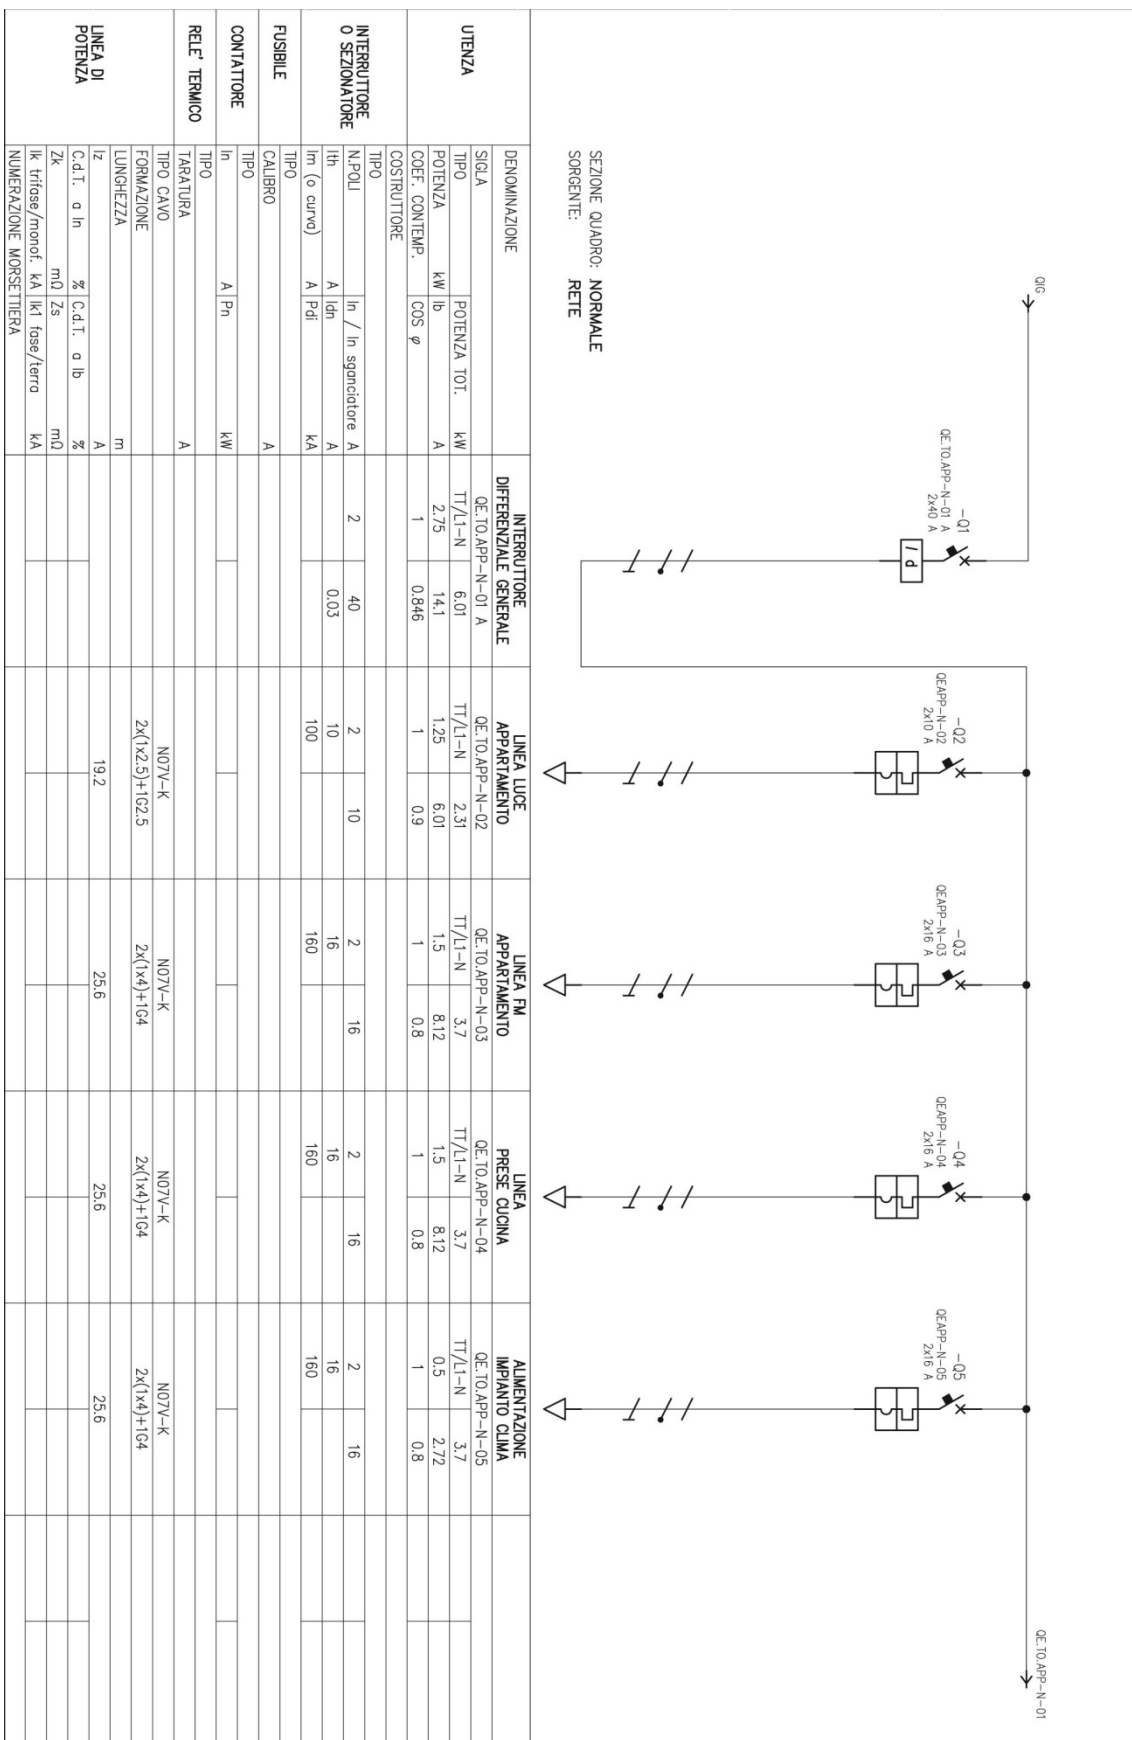 QIG
QE.TO.APP-N-01
-Q1
QE.TO.APP-N-01 A
2x40 A
I d
-Q2
QEAPP-N-02
2x10 A
-Q3
QEAPP-N-03
2x16 A
-Q4
QEAPP-N-04
2x16 A
-Q5
QEAPP-N-05
2x16 A
SEZIONE QUADRO: NORMALE
SORGENTE: RETE
UTENZA
DENOMINAZIONE
INTERRUTTORE DIFFERENZIALE GENERALE
LINEA LUCE APPARTAMENTO
LINEA FM APPARTAMENTO
LINEA PRESE CUCINA
ALIMENTAZIONE IMPIANTO CLIMA
SIGLA QE.TO.APP-N-01 A QE.TO.APP-N-02 QE.TO.APP-N-03 QE.TO.APP-N-04 QE.TO.APP-N-05
TIPO POTENZA TOT. kW TT/L1-N 6.01 TT/L1-N 2.31 TT/L1-N 3.7 TT/L1-N 3.7 TT/L1-N 3.7
POTENZA kW Ib A 2.75 14.1 1.25 6.01 1.5 8.12 1.5 8.12 0.5 2.72
COEF. CONTEMP. COS φ 1 0.846 1 0.9 1 0.8 1 0.8 1 0.8
INTERRUTTORE O SEZIONATORE
COSTRUTTORE
TIPO
N.POLI In / In sganciatore A 2 40 2 10 2 16 2 16 2 16
Ith A Idn A 0.03 10 16 16 16
Im (o curva) A Pdi kA 100 160 160 160
FUSIBILE
TIPO
CALIBRO A
CONTATTORE
TIPO
In A Pn kW
RELE' TERMICO
TIPO
TARATURA A
LINEA DI POTENZA
TIPO CAVO N07V-K N07V-K N07V-K N07V-K
FORMAZIONE 2x(1x2.5)+1G2.5 2x(1x4)+1G4 2x(1x4)+1G4 2x(1x4)+1G4
LUNGHEZZA m
Iz A 19.2 25.6 25.6 25.6
C.d.T. a In % C.d.T. a Ib %
Zk mΩ Zs mΩ
Ik trifase/monof. kA Ik1 fase/terra kA
NUMERAZIONE MORSETTIERA